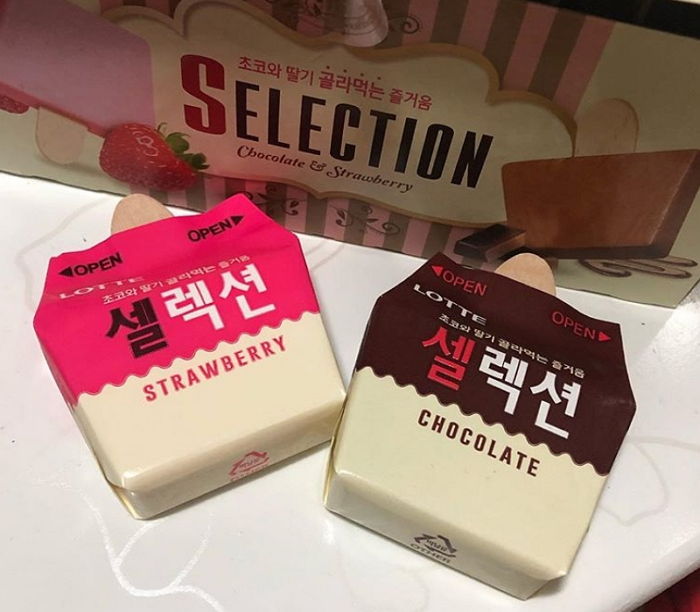 초코와 딸기 골라먹는 즐거움
SELECTION
Chocolate & Strawberry
OPEN
OPEN
LOTTE
초코와 딸기 골라먹는 즐거움
셀렉션
STRAWBERRY
OPEN
OPEN
LOTTE
초코와 딸기 골라먹는 즐거움
셀렉션
CHOCOLATE
OTHER